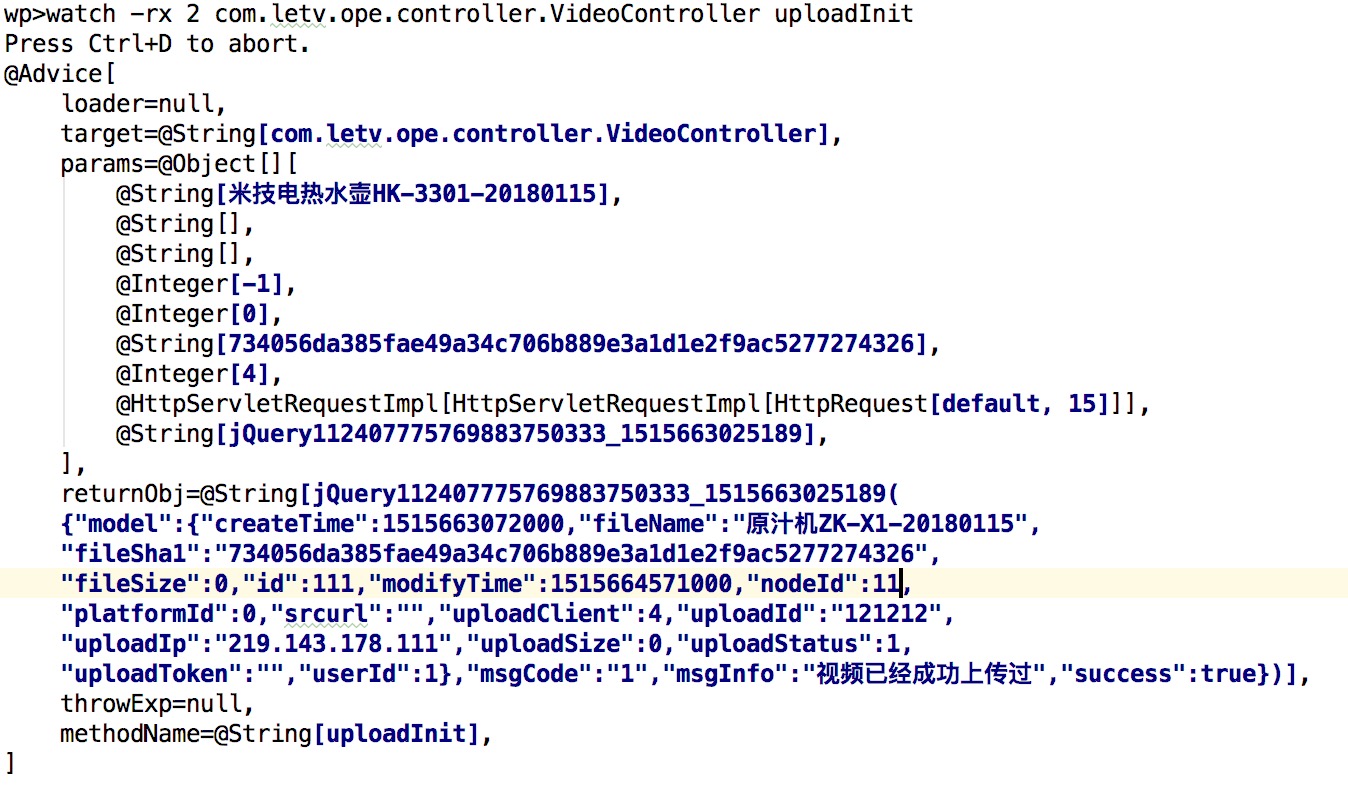 wp>watch -rx 2 com.letv.ope.controller.VideoController uploadInit
Press Ctrl+D to abort.
@Advice[
loader=null,
target=@String[com.letv.ope.controller.VideoController],
params=@Object[][
@String[米技电热水壶HK-3301-20180115],
@String[],
@String[],
@Integer[-1],
@Integer[0],
@String[734056da385fae49a34c706b889e3a1d1e2f9ac5277274326],
@Integer[4],
@HttpServletRequestImpl[HttpServletRequestImpl[HttpRequest[default, 15]]],
@String[jQuery112407775769883750333_1515663025189],
],
returnObj=@String[jQuery112407775769883750333_1515663025189(
{"model":{"createTime":1515663072000,"fileName":"原汁机ZK-X1-20180115",
"fileSha1":"734056da385fae49a34c706b889e3a1d1e2f9ac5277274326",
"fileSize":0,"id":111,"modifyTime":1515664571000,"nodeId":11,
"platformId":0,"srcurl":"","uploadClient":4,"uploadId":"121212",
"uploadIp":"219.143.178.111","uploadSize":0,"uploadStatus":1,
"uploadToken":"","userId":1},"msgCode":"1","msgInfo":"视频已经成功上传过","success":true})],
throwExp=null,
methodName=@String[uploadInit],
]